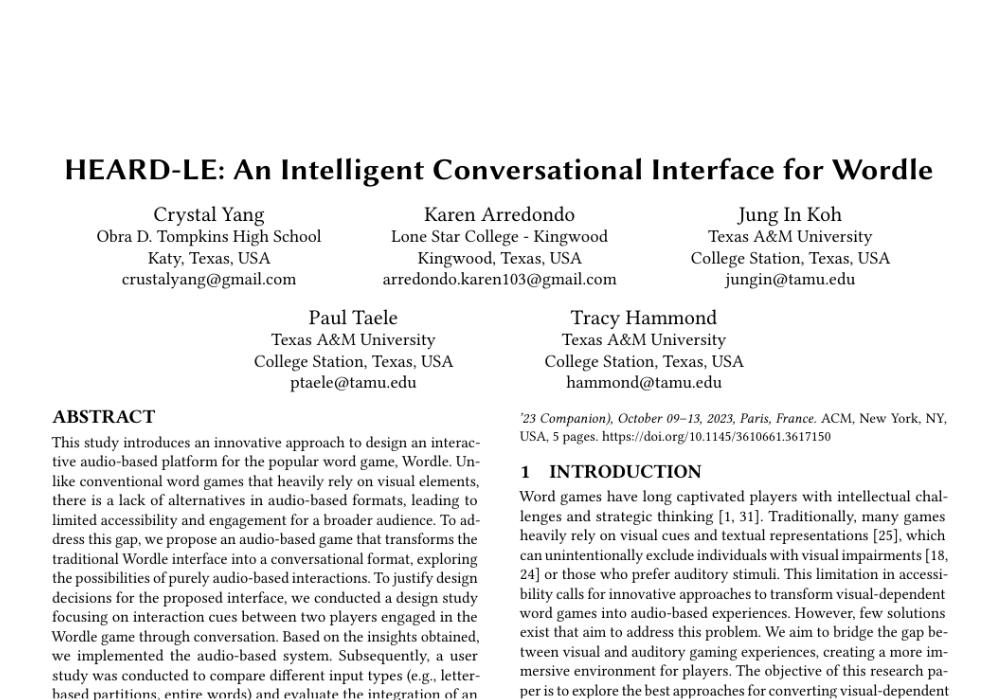 HEARD-LE: An Intelligent Conversational Interface for Wordle
Crystal Yang
Obra D. Tompkins High School
Katy, Texas, USA
crustalyang@gmail.com
Karen Arredondo
Lone Star College - Kingwood
Kingwood, Texas, USA
arredondo.karen103@gmail.com
Jung In Koh
Texas A&M University
College Station, Texas, USA
jungin@tamu.edu
Paul Taele
Texas A&M University
College Station, Texas, USA
ptaele@tamu.edu
Tracy Hammond
Texas A&M University
College Station, Texas, USA
hammond@tamu.edu
ABSTRACT
This study introduces an innovative approach to design an interac-
tive audio-based platform for the popular word game, Wordle. Un-
like conventional word games that heavily rely on visual elements,
there is a lack of alternatives in audio-based formats, leading to
limited accessibility and engagement for a broader audience. To ad-
dress this gap, we propose an audio-based game that transforms the
traditional Wordle interface into a conversational format, exploring
the possibilities of purely audio-based interactions. To justify design
decisions for the proposed interface, we conducted a design study
focusing on interaction cues between two players engaged in the
Wordle game through conversation. Based on the insights obtained,
we implemented the audio-based system. Subsequently, a user
study was conducted to compare different input types (e.g., letter-
based partitions, entire words) and evaluate the integration of an
'23 Companion), October 09–13, 2023, Paris, France. ACM, New York, NY,
USA, 5 pages. https://doi.org/10.1145/3610661.3617150
1 INTRODUCTION
Word games have long captivated players with intellectual chal-
lenges and strategic thinking [1, 31]. Traditionally, many games
heavily rely on visual cues and textual representations [25], which
can unintentionally exclude individuals with visual impairments [18,
24] or those who prefer auditory stimuli. This limitation in accessi-
bility calls for innovative approaches to transform visual-dependent
word games into audio-based experiences. However, few solutions
exist that aim to address this problem. We aim to bridge the gap be-
tween visual and auditory gaming experiences, creating a more im-
mersive environment for players. The objective of this research pa-
per is to explore the best approaches for converting visual-dependent